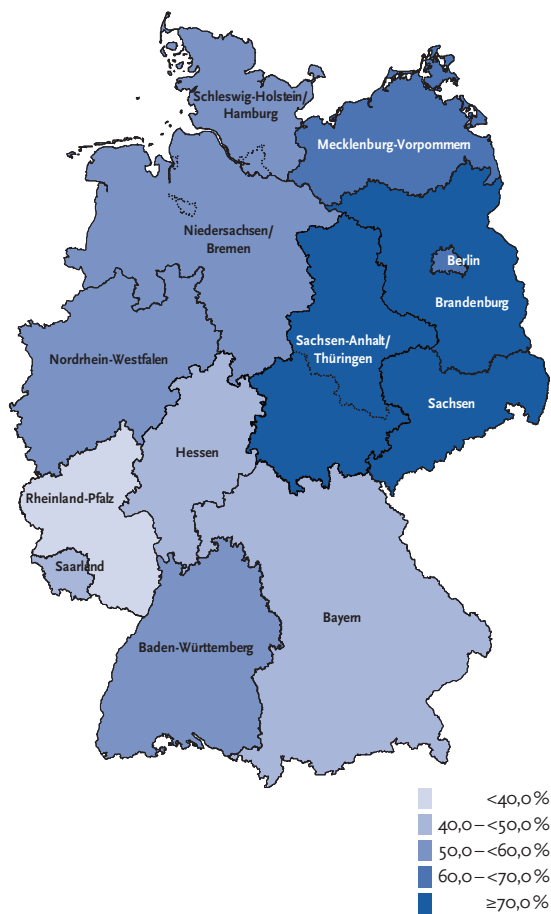 Schleswig-Holstein/
Hamburg
Mecklenburg-Vorpommern
Niedersachsen/
Bremen
Berlin
Brandenburg
Nordrhein-Westfalen
Sachsen-Anhalt/
Thüringen
Sachsen
Hessen
Rheinland-Pfalz
Saarland
Bayern
Baden-Württemberg
<40,0 %
40,0 – <50,0 %
50,0 – <60,0 %
60,0 – <70,0 %
≥70,0 %